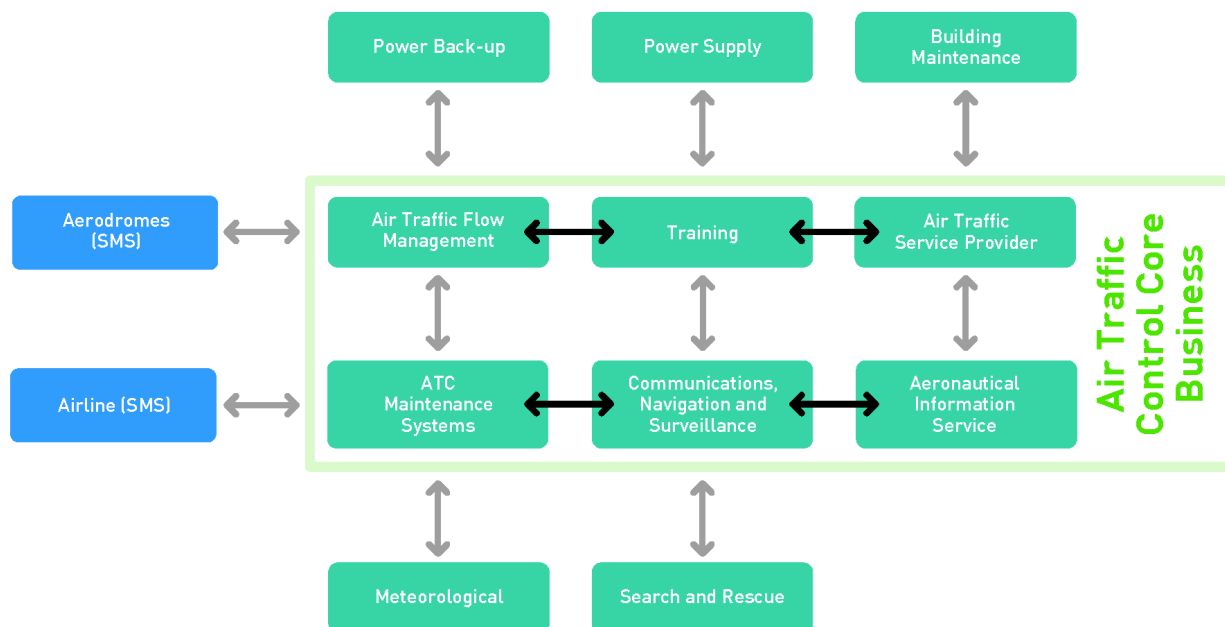 Power Back-up
Power Supply
Building
Maintenance
Aerodromes
(SMS)
Air Traffic Flow
Management
Training
Air Traffic
Service Provider
Airline (SMS)
ATC
Maintenance
Systems
Communications,
Navigation and
Surveillance
Aeronautical
Information
Service
Air Traffic
Control Core
Business
Meteorological
Search and Rescue